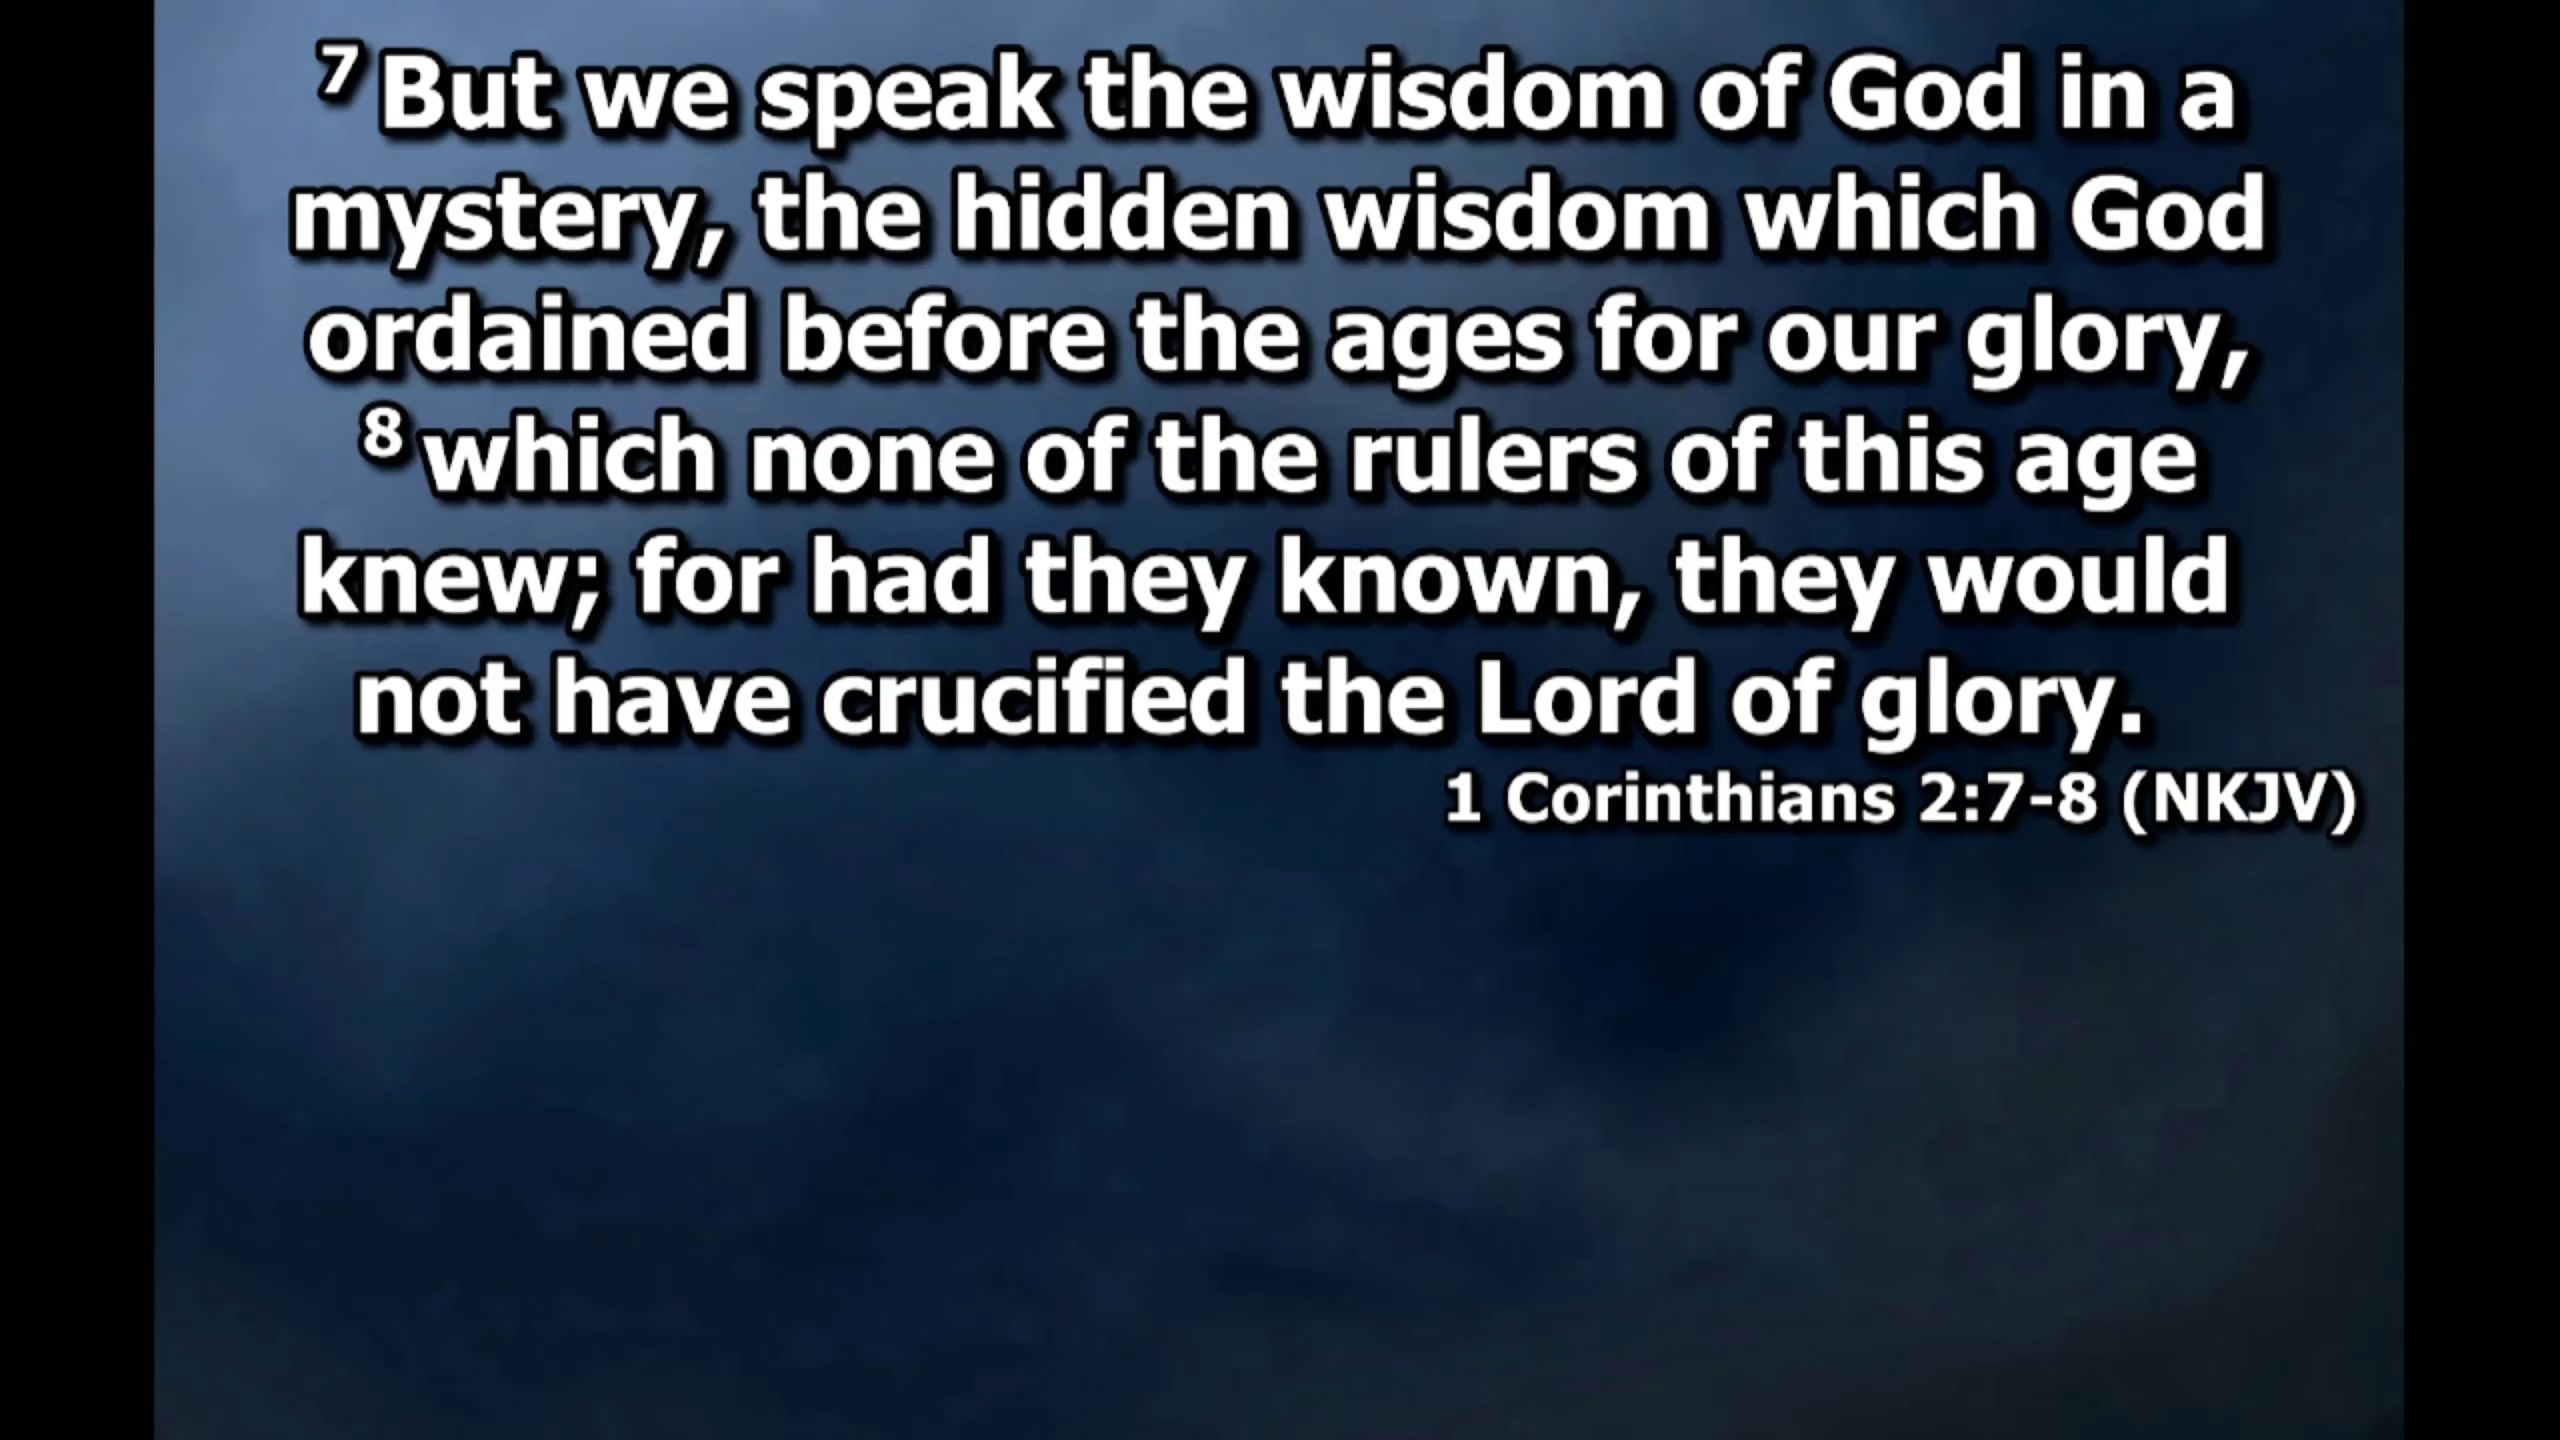 7 But we speak the wisdom of God in a
mystery, the hidden wisdom which God
ordained before the ages for our glory,
8 which none of the rulers of this age
knew; for had they known, they would
not have crucified the Lord of glory.
1 Corinthians 2:7-8 (NKJV)